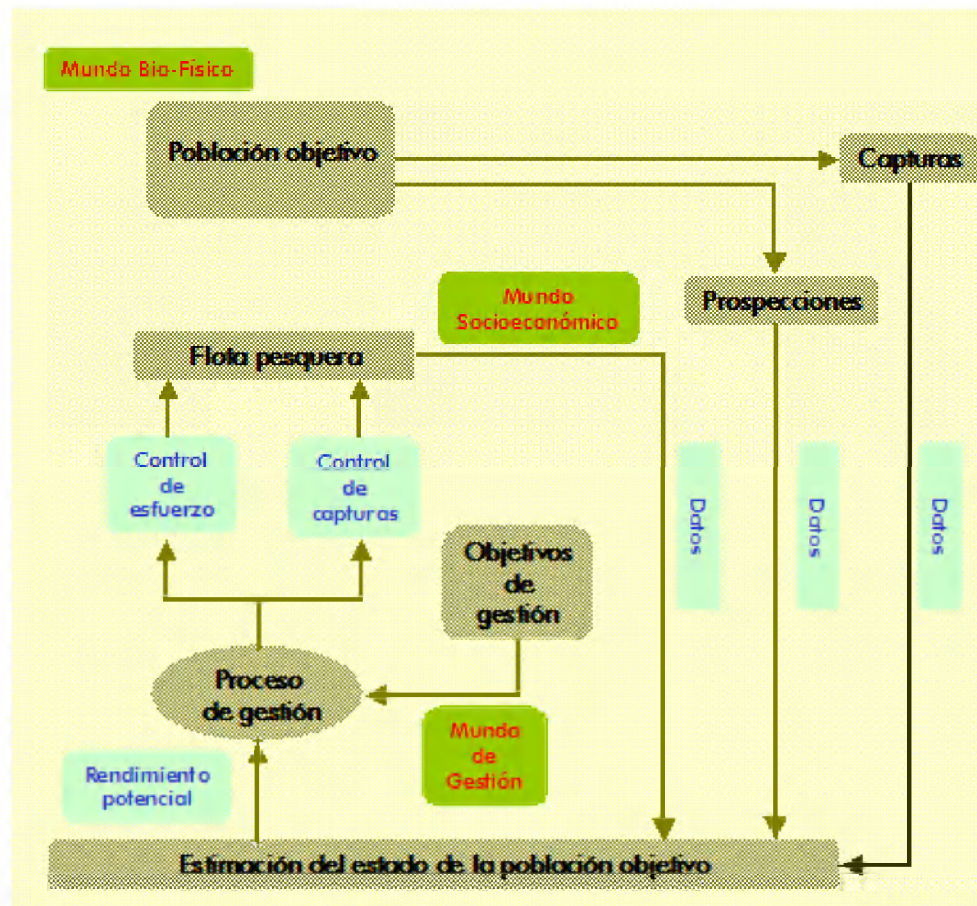 Mundo Bio-Físico
Población objetivo
Capturas
Mundo
Socioeconómico
Prospecciones
Flota pesquera
Control
de
esfuerzo
Control
de
capturas
Datos
Datos
Datos
Objetivos
de
gestión
Proceso
de gestión
Mundo
de
Gestión
Rendimiento
potencial
Estimación del estado de la población objetivo